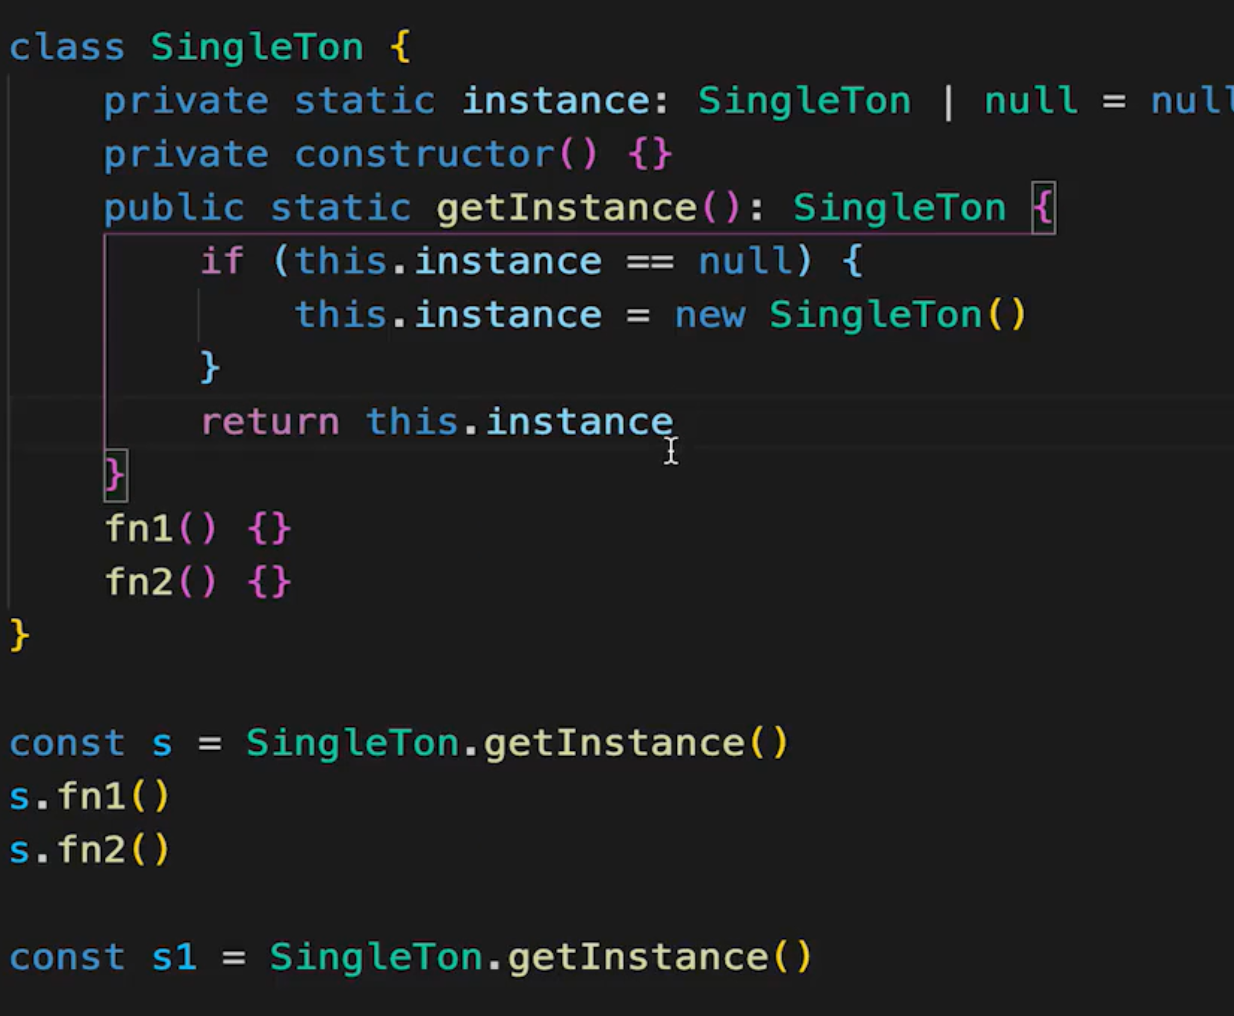 class SingleTon {
private static instance: SingleTon | null = null
private constructor() {}
public static getInstance(): SingleTon {
if (this.instance == null) {
this.instance = new SingleTon()
}
return this.instance
}
fn1() {}
fn2() {}
}
const s = SingleTon.getInstance()
s.fn1()
s.fn2()
const s1 = SingleTon.getInstance()